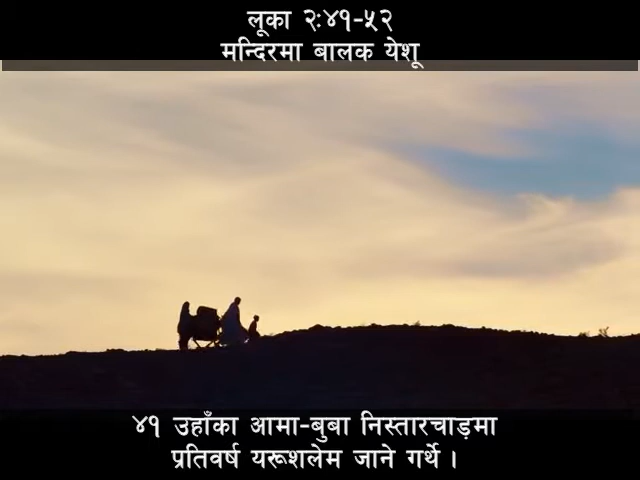 लूका २:४१-५२
मन्दिरमा बालक येशू
४१ उहाँका आमा-बुबा निस्तारचाड़मा
प्रतिवर्ष यरूशलेम जाने गर्थे ।